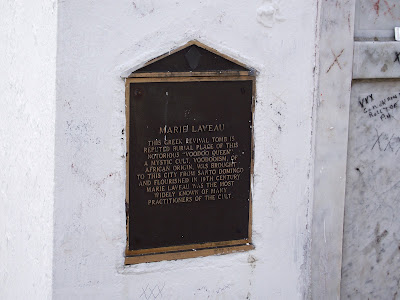 MARIE LAVEAU
THIS GREEK REVIVAL TOMB IS
REPUTED BURIAL PLACE OF THIS
NOTORIOUS "VOODOO QUEEN".
A MYSTIC CULT, VOODOOISM, OF
AFRICAN ORIGIN, WAS BROUGHT
TO THIS CITY FROM SANTO DOMINGO
AND FLOURISHED IN 19TH CENTURY.
MARIE LAVEAU WAS THE MOST
WIDELY KNOWN OF MANY
PRACTITIONERS OF THE CULT.
XXX
XXX